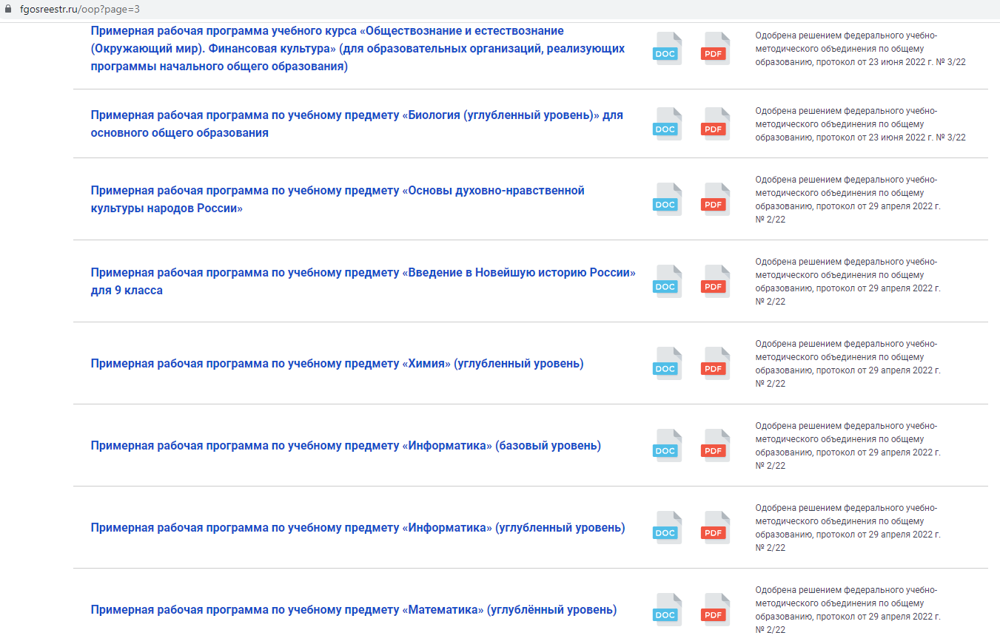 fgosreestr.ru/oop?page=3
Примерная рабочая программа учебного курса «Обществознание и естествознание
(Окружающий мир). Финансовая культура» (для образовательных организаций, реализующих
программы начального общего образования)
DOC
PDF
Одобрена решением федерального учебно-
методического объединения по общему
образованию, протокол от 23 июня 2022 г. № 3/22
Примерная рабочая программа по учебному предмету «Биология (углубленный уровень)» для
основного общего образования
DOC
PDF
Одобрена решением федерального учебно-
методического объединения по общему
образованию, протокол от 23 июня 2022 г. № 3/22
Примерная рабочая программа по учебному предмету «Основы духовно-нравственной
культуры народов России»
DOC
PDF
Одобрена решением федерального учебно-
методического объединения по общему
образованию, протокол от 29 апреля 2022 г.
№ 2/22
Примерная рабочая программа по учебному предмету «Введение в Новейшую историю России»
для 9 класса
DOC
PDF
Одобрена решением федерального учебно-
методического объединения по общему
образованию, протокол от 29 апреля 2022 г.
№ 2/22
Примерная рабочая программа по учебному предмету «Химия» (углубленный уровень)
DOC
PDF
Одобрена решением федерального учебно-
методического объединения по общему
образованию, протокол от 29 апреля 2022 г.
№ 2/22
Примерная рабочая программа по учебному предмету «Информатика» (базовый уровень)
DOC
PDF
Одобрена решением федерального учебно-
методического объединения по общему
образованию, протокол от 29 апреля 2022 г.
№ 2/22
Примерная рабочая программа по учебному предмету «Информатика» (углубленный уровень)
DOC
PDF
Одобрена решением федерального учебно-
методического объединения по общему
образованию, протокол от 29 апреля 2022 г.
№ 2/22
Примерная рабочая программа по учебному предмету «Математика» (углублённый уровень)
DOC
PDF
Одобрена решением федерального учебно-
методического объединения по общему
образованию, протокол от 29 апреля 2022 г.
№ 2/22